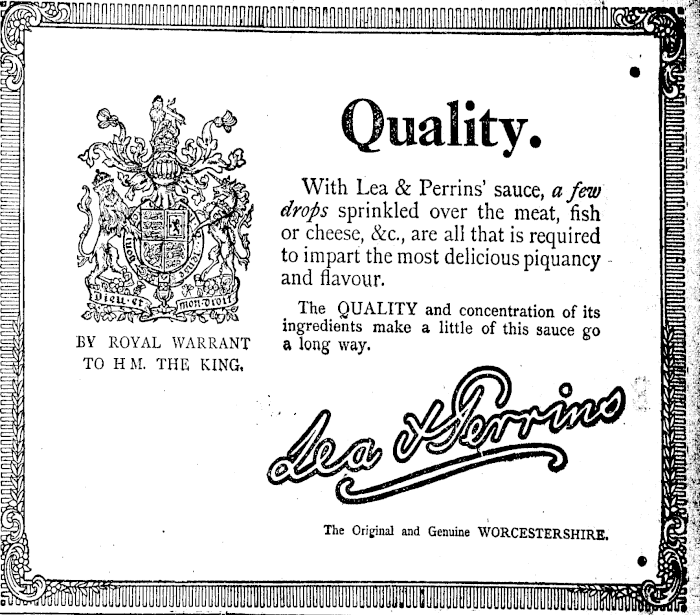 Quality.
With Lea & Perrins' sauce, a few
drops sprinkled over the meat, fish
or cheese, &c., are all that is required
to impart the most delicious piquancy
and flavour.
The QUALITY and concentration of its
ingredients make a little of this sauce go
a long way.
Dieu et mon droit
BY ROYAL WARRANT
TO H M. THE KING.
Lea & Perrins
The Original and Genuine WORCESTERSHIRE.